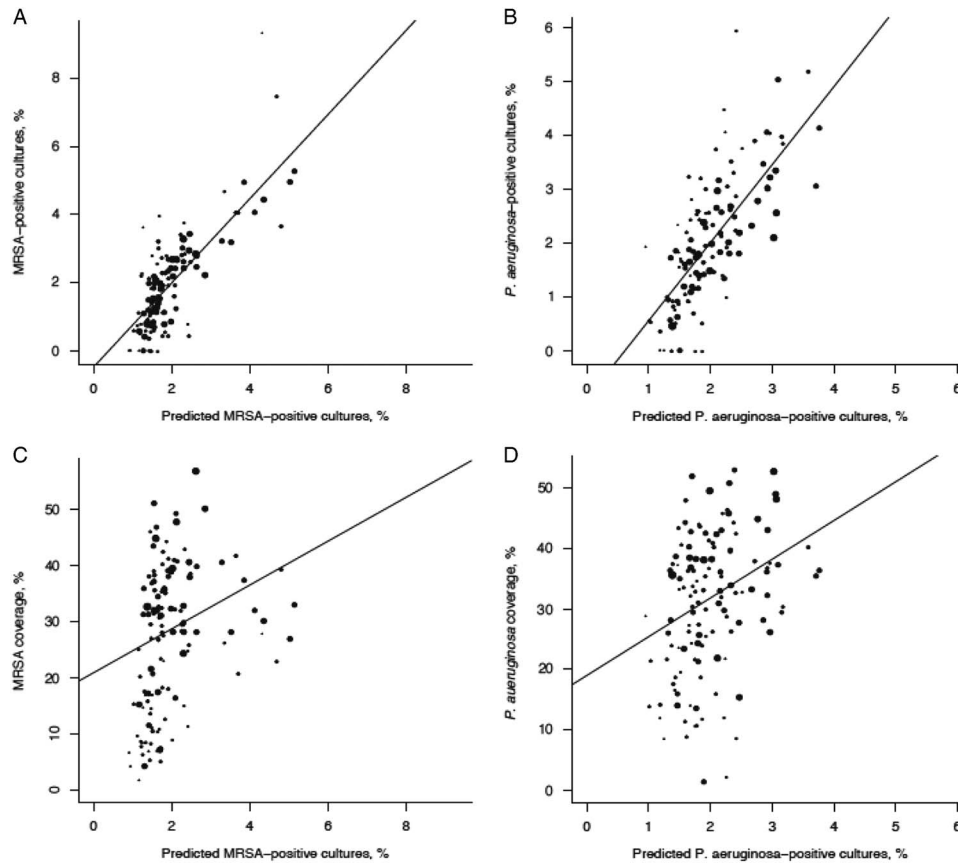 A
MRSA–positive cultures, %
8
6
4
2
0
0 2 4 6 8
Predicted MRSA–positive cultures, %
B
P. aeruginosa–positive cultures, %
6
5
4
3
2
1
0
0 1 2 3 4 5 6
Predicted P. aeruginosa–positive cultures, %
C
MRSA coverage, %
50
40
30
20
10
0
0 2 4 6 8
Predicted MRSA–positive cultures, %
D
P. aueruginosa coverage, %
50
40
30
20
10
0
0 1 2 3 4 5 6
Predicted P. aeruginosa–positive cultures, %